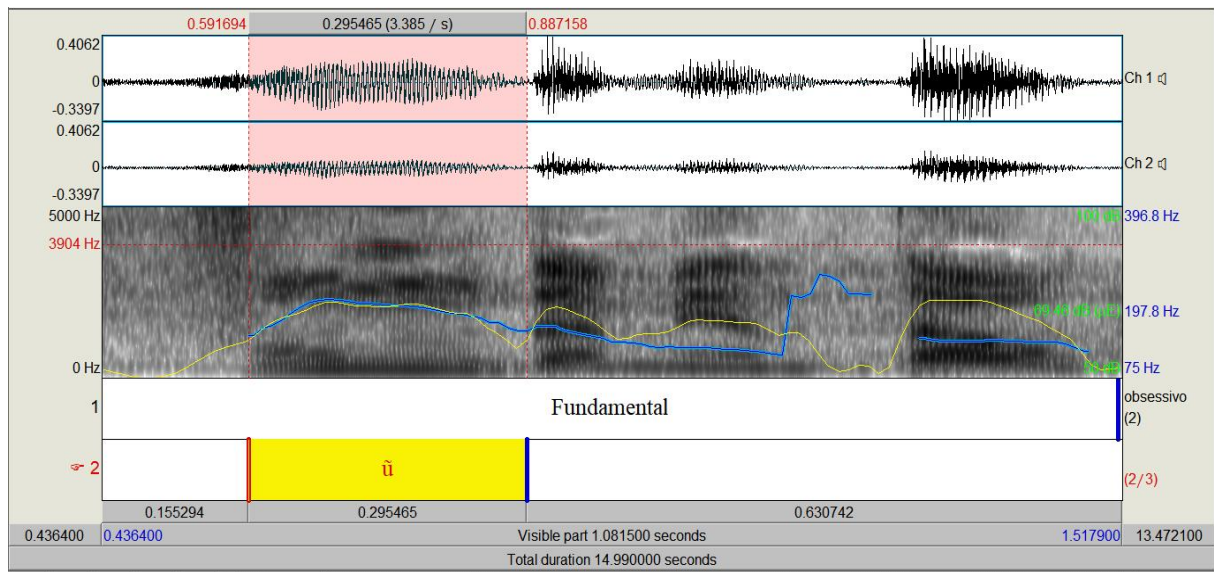 0.591694 0.295465 (3.385 / s) 0.887158
0.4062
0
-0.3397
Ch 1
0.4062
0
-0.3397
Ch 2
5000 Hz 100 dB 396.8 Hz
3904 Hz
197.8 Hz
0 Hz 75 Hz
1 Fundamental obsessivo
(2)
2 ũ (2/3)
0.155294 0.295465 0.630742
0.436400 0.436400 Visible part 1.081500 seconds 1.517900 13.472100
Total duration 14.990000 seconds